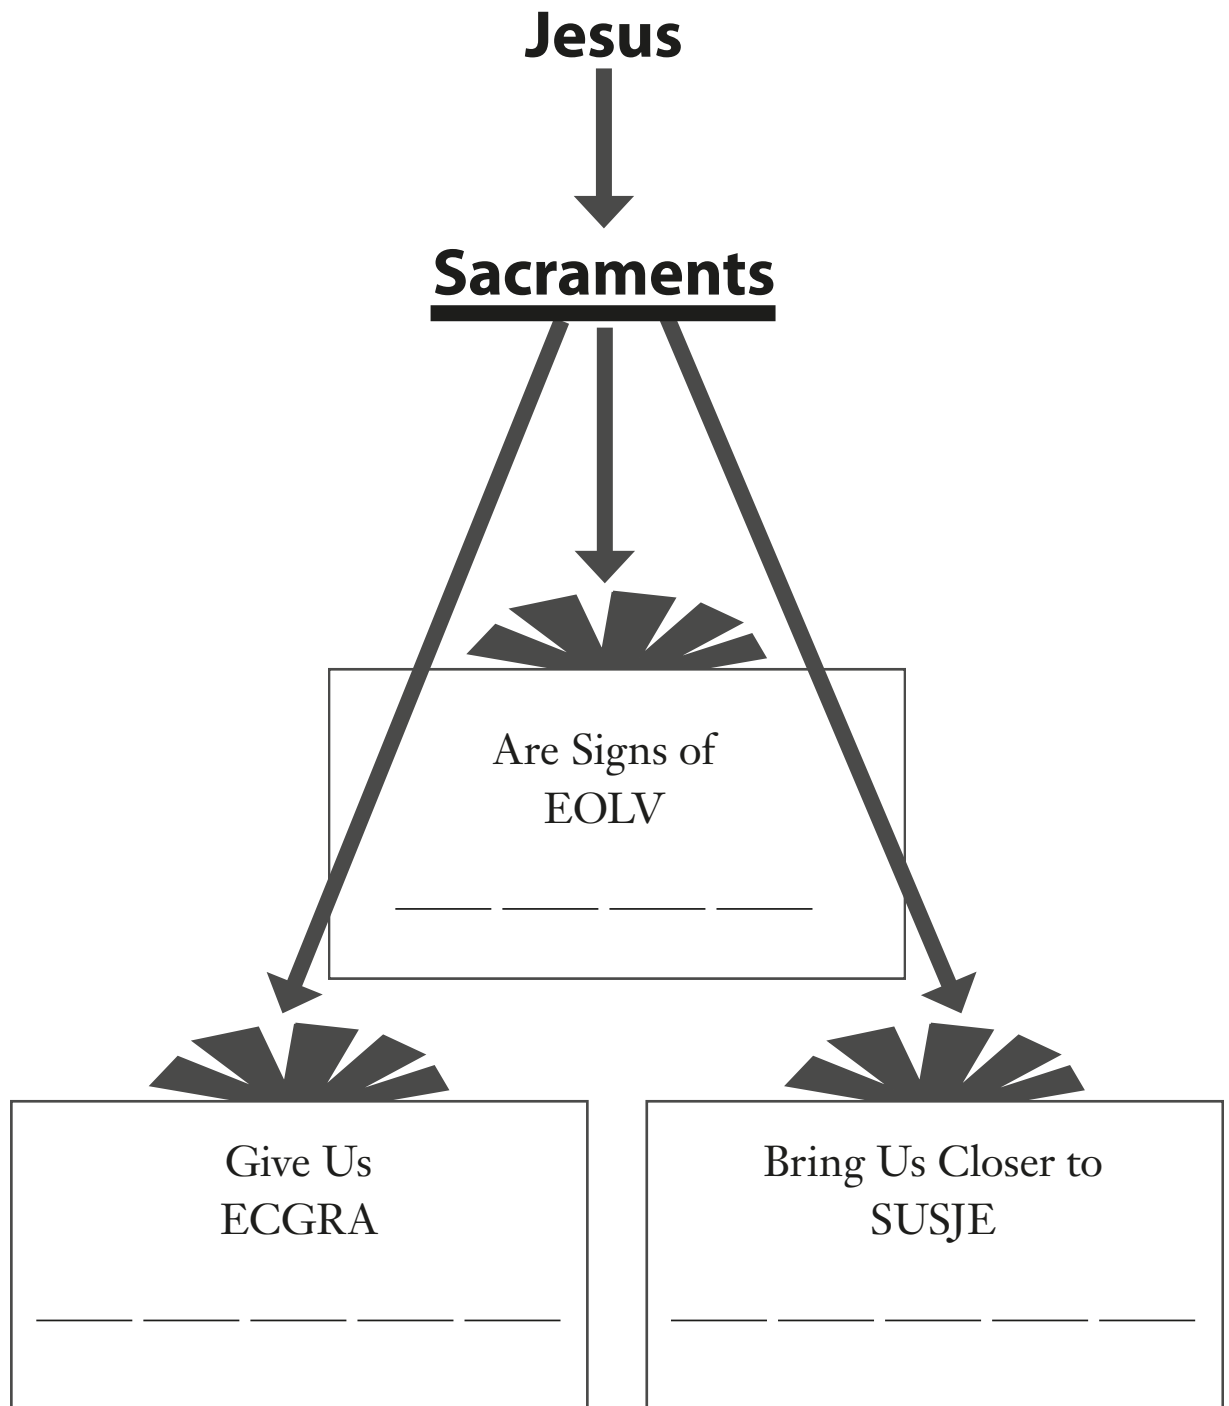 Jesus
Sacraments
Are Signs of
EOLV
Give Us
ECGRA
Bring Us Closer to
SUSJE